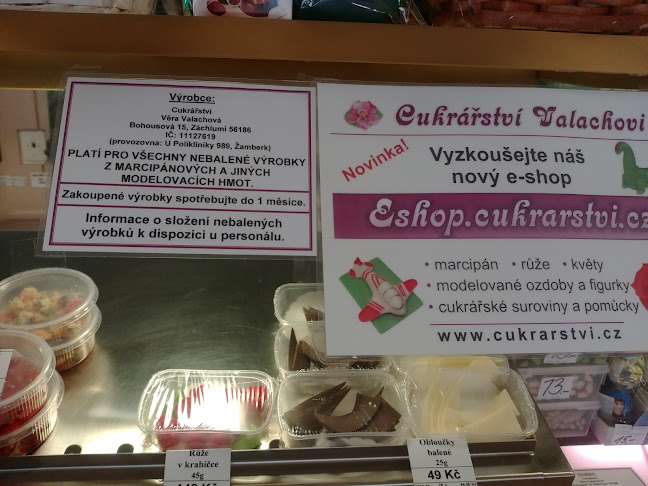 Výrobce:
Cukrářství
Věra Valachová
Bohousová 15, Záchlumí 56186
IČ: 11127619
(provozovna: U Polikliniky 989, Žamberk)
PLATÍ PRO VŠECHNY NEBALENÉ VÝROBKY
Z MARCIPÁNOVÝCH A JINÝCH
MODELOVACÍCH HMOT.
Zakoupené výrobky spotřebujte do 1 měsíce.
Informace o složení nebalených
výrobků k dispozici u personálu.
Cukrářství Valachovi
Novinka!
Vyzkoušejte náš
nový e-shop
Eshop.cukrarstvi.cz
• marcipán • růže • květy
• modelované ozdoby a figurky
• cukrářské suroviny a pomůcky
www.cukrarstvi.cz
73.-
15.-
Růže
v krabičce
45g
Obloučky
balené
25g
49 Kč